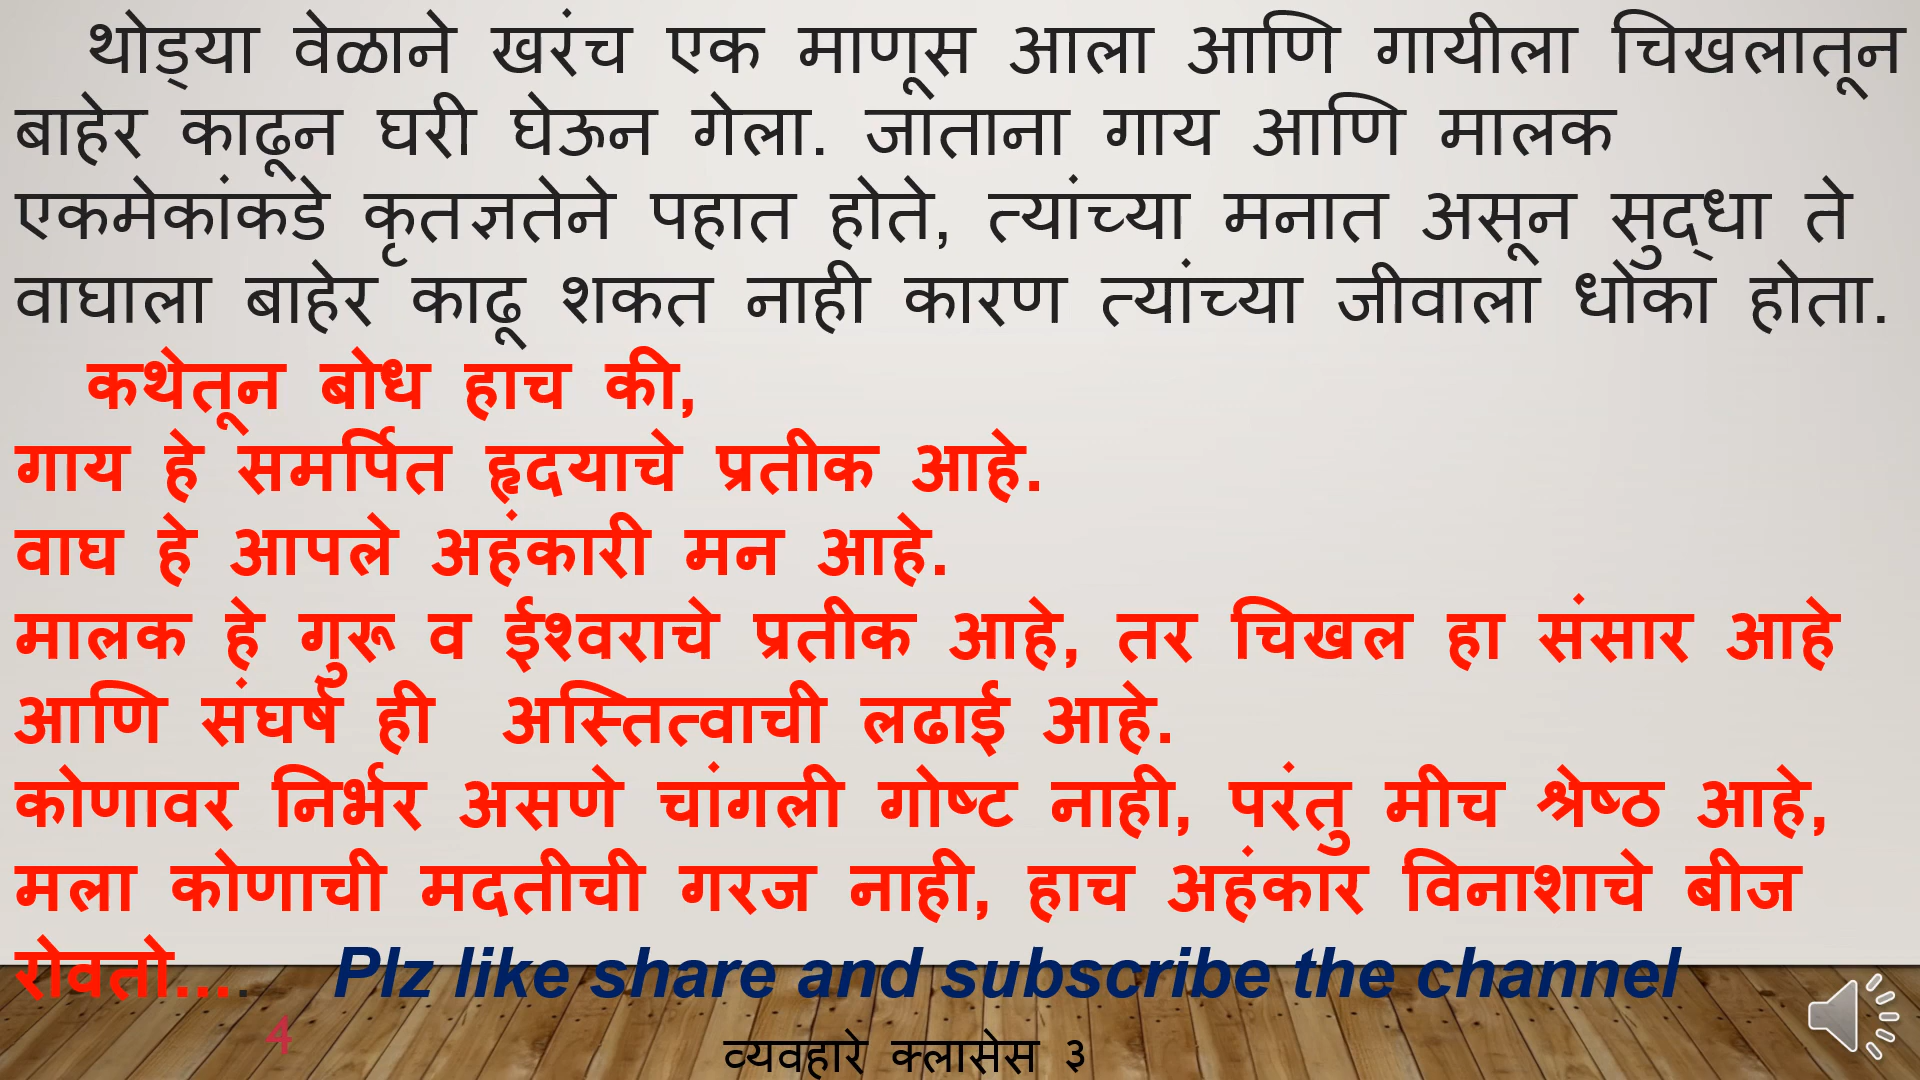 थोड्या वेळाने खरंच एक माणूस आला आणि गायीला चिखलातून
बाहेर काढून घरी घेऊन गेला. जाताना गाय आणि मालक
एकमेकांकडे कृतज्ञतेने पहात होते, त्यांच्या मनात असून सुद्धा ते
वाघाला बाहेर काढू शकत नाही कारण त्यांच्या जीवाला धोका होता.
कथेतून बोध हाच की,
गाय हे समर्पित हृदयाचे प्रतीक आहे.
वाघ हे आपले अहंकारी मन आहे.
मालक हे गुरू व ईश्वराचे प्रतीक आहे, तर चिखल हा संसार आहे
आणि संघर्ष ही अस्तित्वाची लढाई आहे.
कोणावर निर्भर असणे चांगली गोष्ट नाही, परंतु मीच श्रेष्ठ आहे,
मला कोणाची मदतीची गरज नाही, हाच अहंकार विनाशाचे बीज
रोवतो.... Plz like share and subscribe the channel
4
व्यवहारे क्लासेस ३